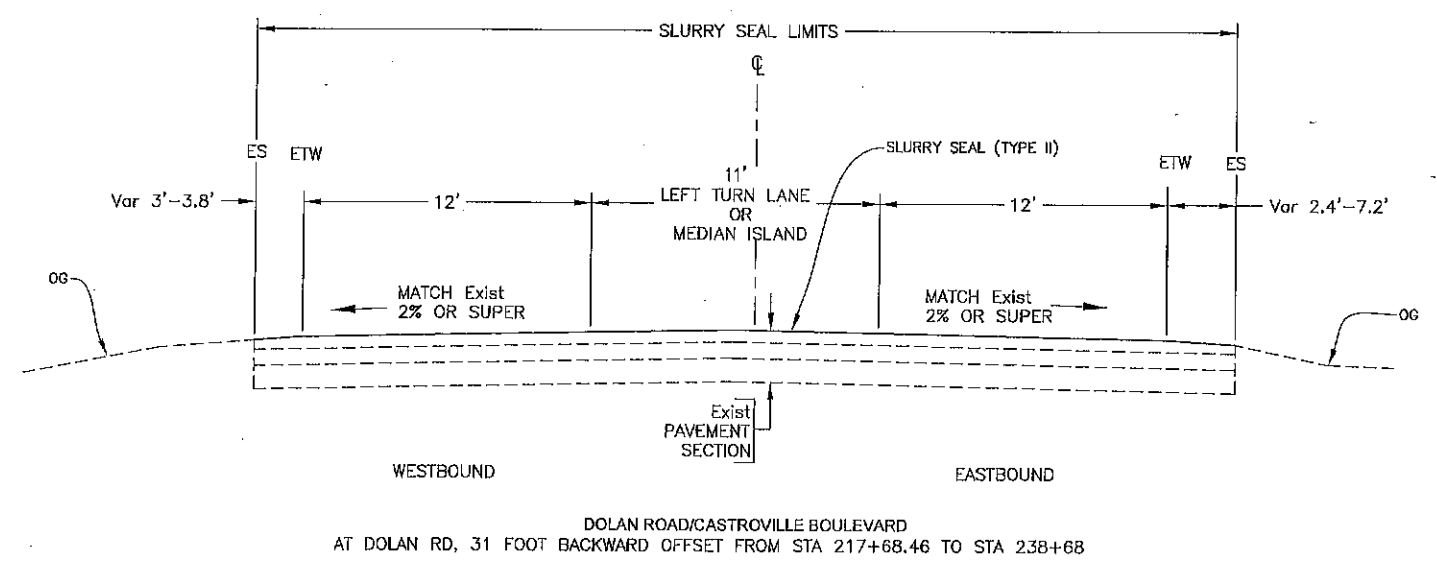 SLURRY SEAL LIMITS
℄
ES ETW
SLURRY SEAL (TYPE II)
ETW ES
Var 3'-3.8'
12'
11'
LEFT TURN LANE
OR
MEDIAN ISLAND
12'
Var 2.4'-7.2'
OG
MATCH Exist
2% OR SUPER
MATCH Exist
2% OR SUPER
OG
Exist
PAVEMENT
SECTION
WESTBOUND
EASTBOUND
DOLAN ROAD/CASTROVILLE BOULEVARD
AT DOLAN RD, 31 FOOT BACKWARD OFFSET FROM STA 217+68.46 TO STA 238+68